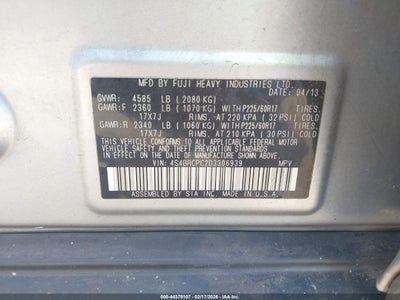 MFD BY FUJI HEAVY INDUSTRIES LTD.
DATE 04/13
GVWR: 4585 LB (2080 KG)
GAWR:F 2360 LB (1070 KG) WITH P225/60R17 TIRES,
17X7J RIMS, AT 220 KPA (32 PSI) COLD
GAWR:R 2340 LB (1060 KG) WITH P225/60R17 TIRES,
17X7J RIMS, AT 210 KPA (30 PSI) COLD
THIS VEHICLE CONFORMS TO ALL APPLICABLE FEDERAL MOTOR
VEHICLE SAFETY AND THEFT PREVENTION STANDARDS IN EFFECT
ON THE DATE OF MANUFACTURE SHOWN ABOVE.
VIN: 4S4BRCPC2D3306939 MPV
ASSEMBLED BY SIA INC. MADE IN U.S.A.
IAA 000-44379107 - 02/17/2026 - IAAI.COM